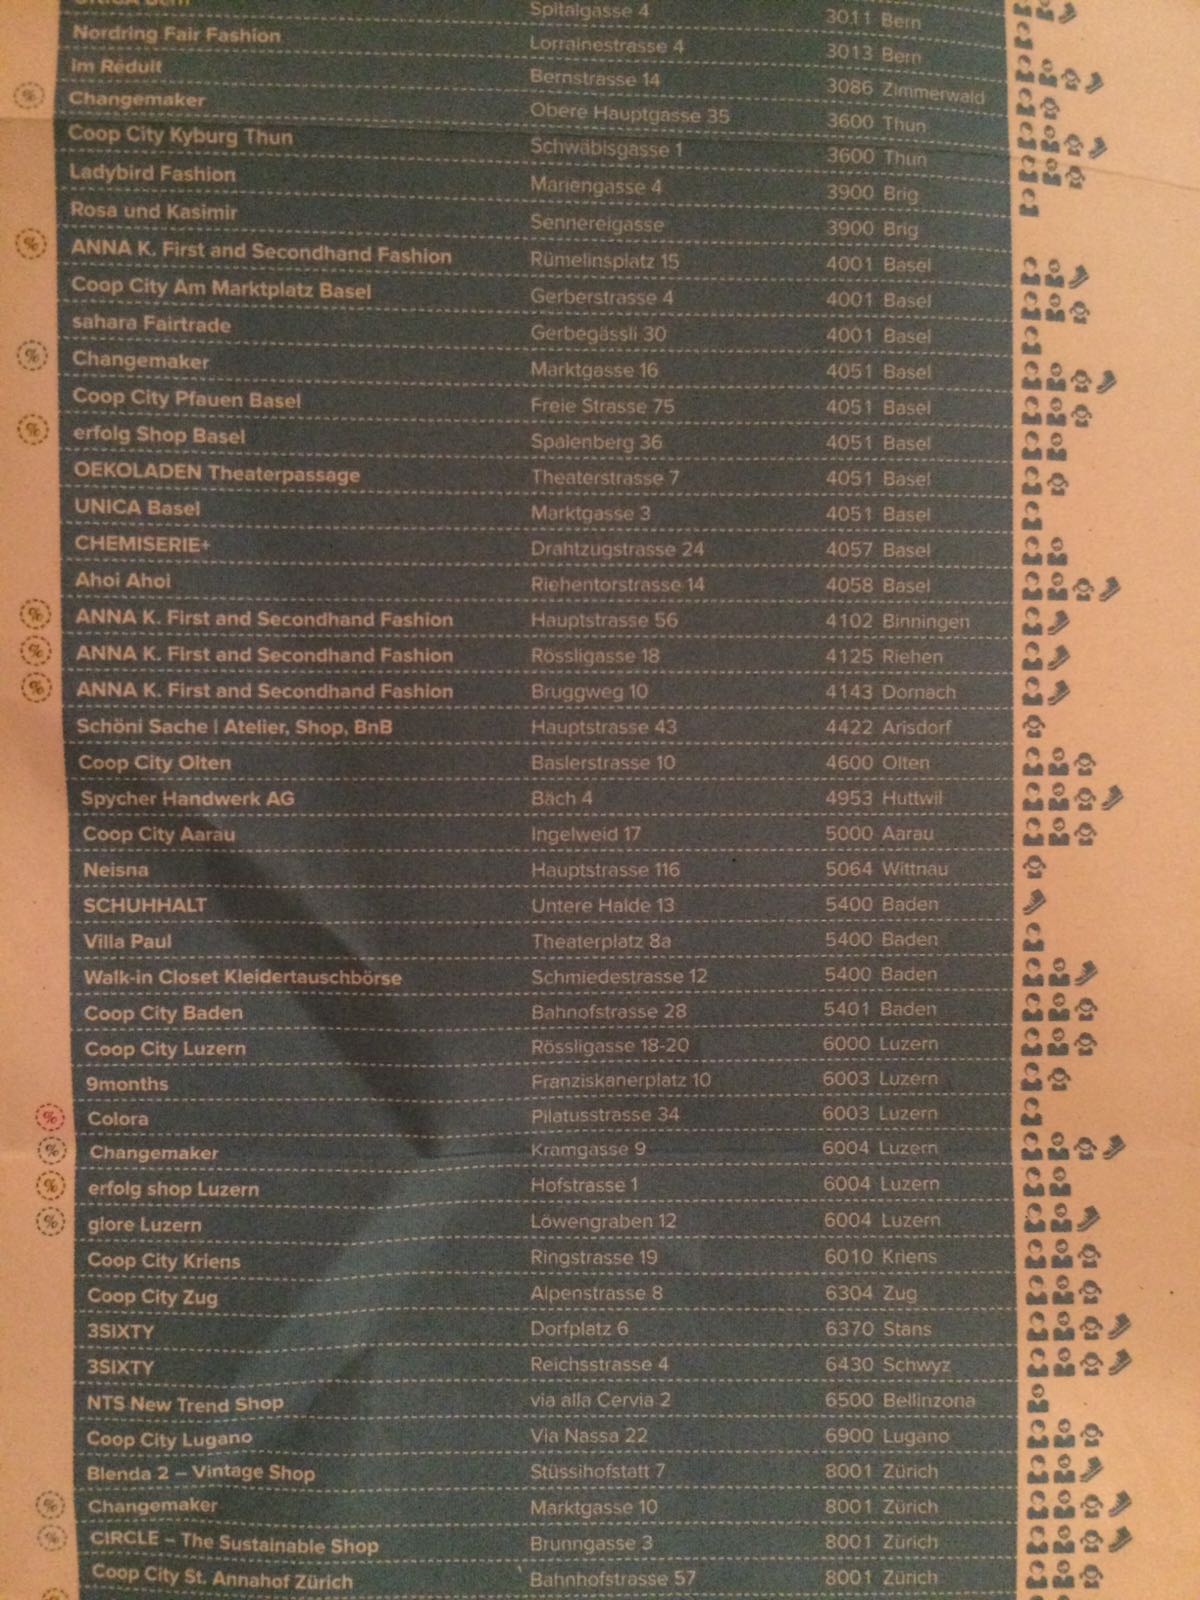 UNICA Bern Spitalgasse 4 3011 Bern
Nordring Fair Fashion Lorrainestrasse 4 3013 Bern
im Réduit Bernstrasse 14 3086 Zimmerwald
% Changemaker Obere Hauptgasse 35 3600 Thun
Coop City Kyburg Thun Schwäbisgasse 1 3600 Thun
Ladybird Fashion Mariengasse 4 3900 Brig
Rosa und Kasimir Sennereigasse 3900 Brig
% ANNA K. First and Secondhand Fashion Rümelinsplatz 15 4001 Basel
Coop City Am Marktplatz Basel Gerberstrasse 4 4001 Basel
sahara Fairtrade Gerbegässli 30 4001 Basel
% Changemaker Marktgasse 16 4051 Basel
Coop City Pfauen Basel Freie Strasse 75 4051 Basel
% erfolg Shop Basel Spalenberg 36 4051 Basel
OEKOLADEN Theaterpassage Theaterstrasse 7 4051 Basel
UNICA Basel Marktgasse 3 4051 Basel
CHEMISERIE+ Drahtzugstrasse 24 4057 Basel
Ahoi Ahoi Riehentorstrasse 14 4058 Basel
% ANNA K. First and Secondhand Fashion Hauptstrasse 56 4102 Binningen
% ANNA K. First and Secondhand Fashion Rössligasse 18 4125 Riehen
% ANNA K. First and Secondhand Fashion Bruggweg 10 4143 Dornach
Schöni Sache | Atelier, Shop, BnB Hauptstrasse 43 4422 Arisdorf
Coop City Olten Baslerstrasse 10 4600 Olten
Spycher Handwerk AG Bäch 4 4953 Huttwil
Coop City Aarau Ingelweid 17 5000 Aarau
Neisna Hauptstrasse 116 5064 Wittnau
SCHUHHALT Untere Halde 13 5400 Baden
Villa Paul Theaterplatz 8a 5400 Baden
Walk-in Closet Kleidertauschbörse Schmiedestrasse 12 5400 Baden
Coop City Baden Bahnofstrasse 28 5401 Baden
Coop City Luzern Rössligasse 18-20 6000 Luzern
9months Franziskanerplatz 10 6003 Luzern
% Colora Pilatusstrasse 34 6003 Luzern
% Changemaker Kramgasse 9 6004 Luzern
% erfolg shop Luzern Hofstrasse 1 6004 Luzern
% glore Luzern Löwengraben 12 6004 Luzern
Coop City Kriens Ringstrasse 19 6010 Kriens
Coop City Zug Alpenstrasse 8 6304 Zug
3SIXTY Dorfplatz 6 6370 Stans
3SIXTY Reichsstrasse 4 6430 Schwyz
NTS New Trend Shop via alla Cervia 2 6500 Bellinzona
Coop City Lugano Via Nassa 22 6900 Lugano
Blenda 2 – Vintage Shop Stüssihofstatt 7 8001 Zürich
% Changemaker Marktgasse 10 8001 Zürich
% CIRCLE – The Sustainable Shop Brunngasse 3 8001 Zürich
Coop City St. Annahof Zürich Bahnhofstrasse 57 8001 Zürich